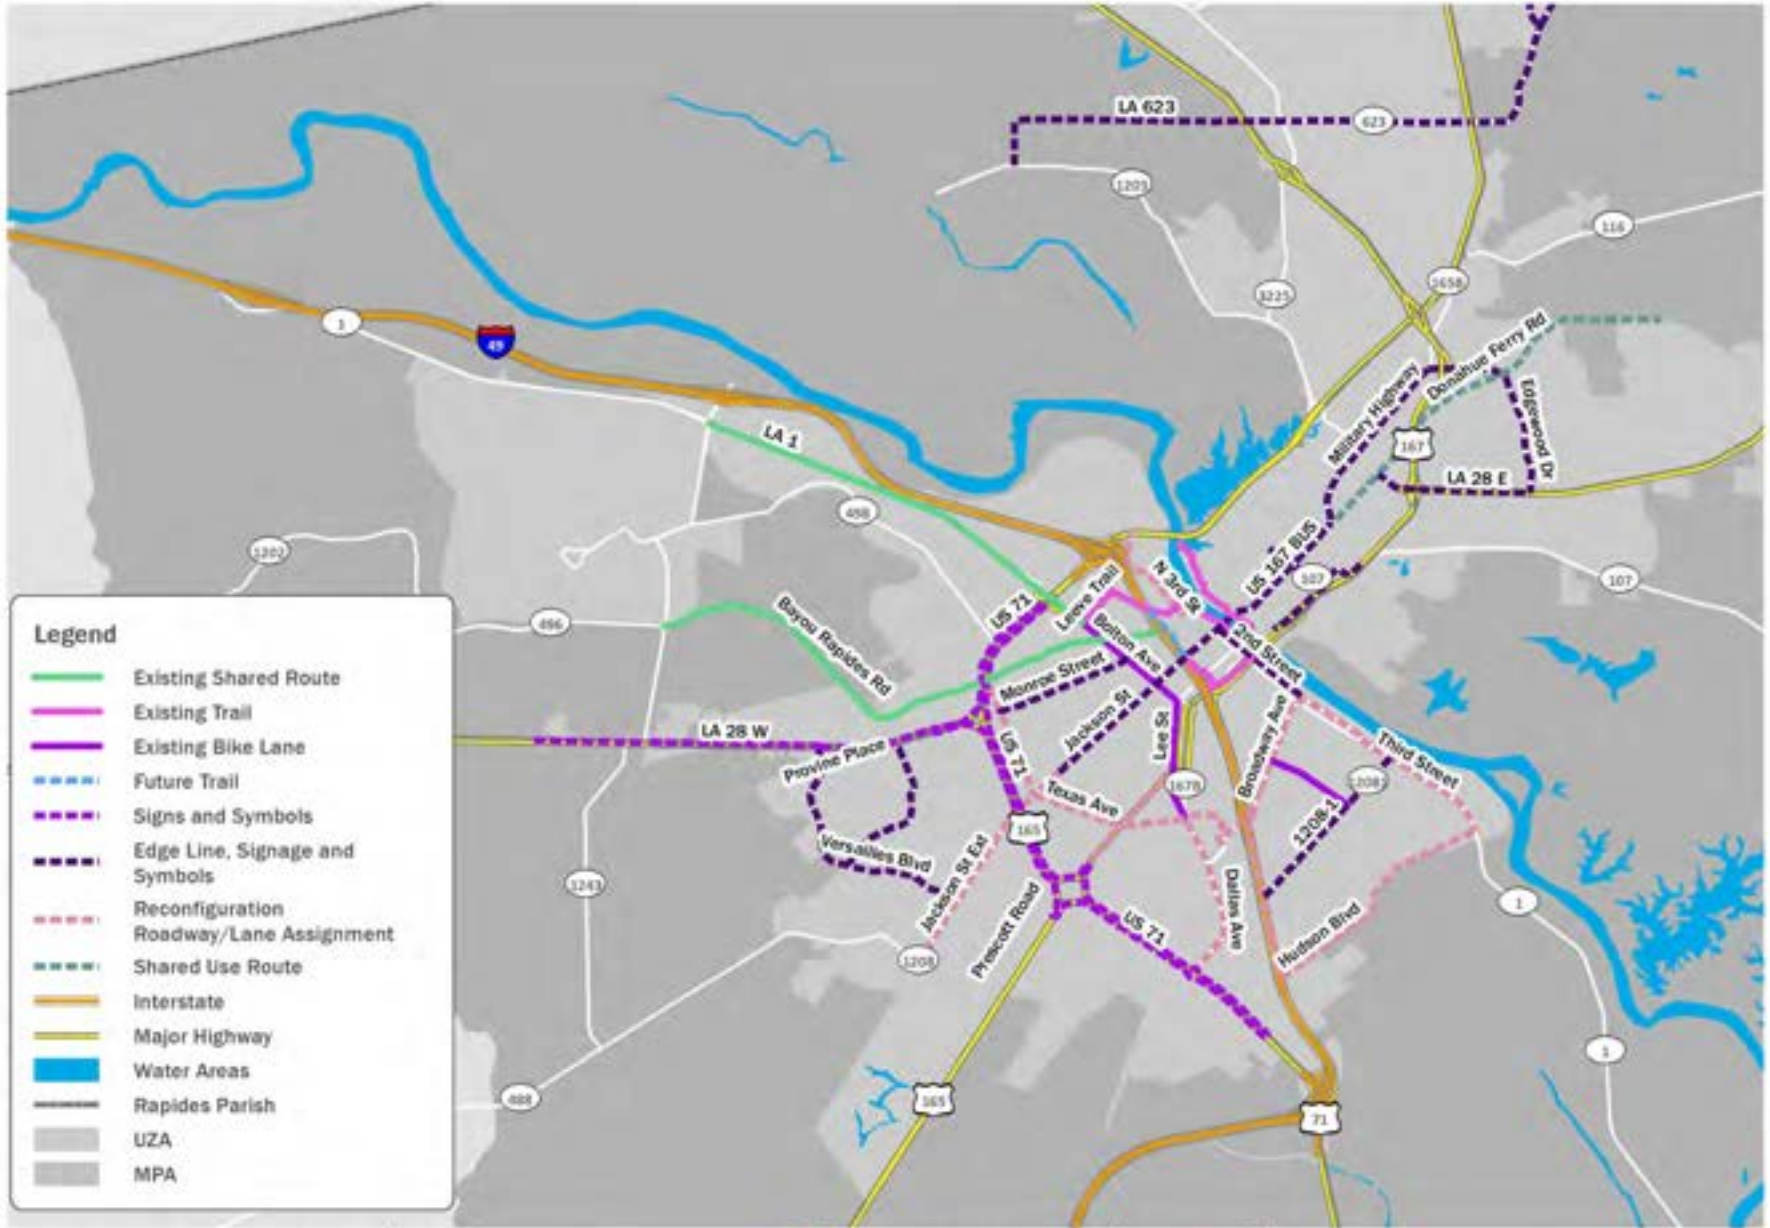 LA 623
623
1203
116
3225
1658
1
49
Donahue Ferry Rd
Military Highway
Edgewood Dr
167
LA 28 E
LA 1
498
1202
US 167 BUS
107
107
N 3rd St
Levee Trail
US 71
496
Bayou Rapides Rd
Bolton Ave
2nd Street
Monroe Street
Jackson St
LA 28 W
Provine Place
US 71
Lee St
Broadway Ave
Third Street
Texas Ave
1208
1208-1
165
Versailles Blvd
Jackson St Ext
1243
Dallas Ave
Prescott Road
US 71
Hudson Blvd
1
1208
1
488
165
71
Legend
Existing Shared Route
Existing Trail
Existing Bike Lane
Future Trail
Signs and Symbols
Edge Line, Signage and
Symbols
Reconfiguration
Roadway/Lane Assignment
Shared Use Route
Interstate
Major Highway
Water Areas
Rapides Parish
UZA
MPA